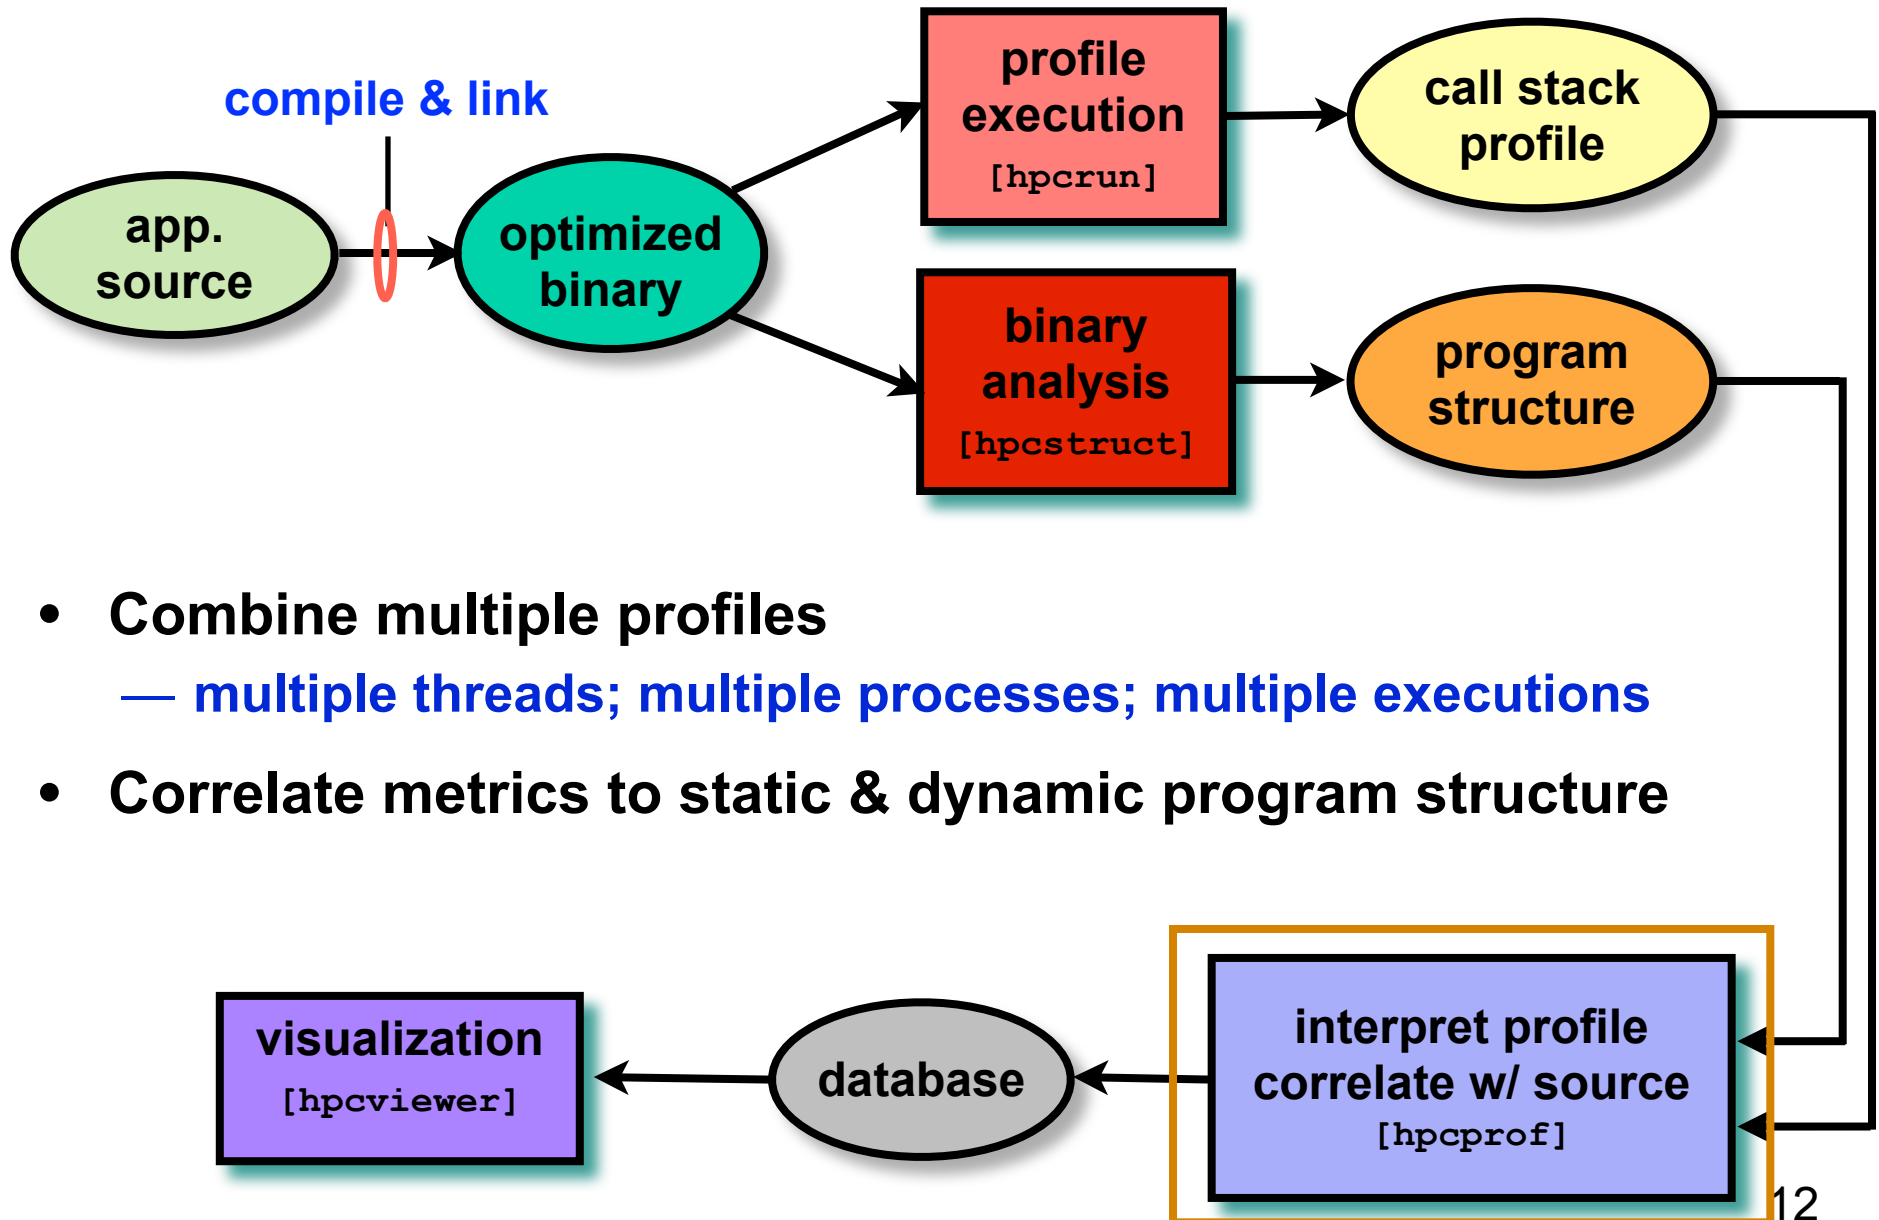 compile & link
app.
source
optimized
binary
profile
execution
[hpcrun]
call stack
profile
binary
analysis
[hpcstruct]
program
structure
• Combine multiple profiles
— multiple threads; multiple processes; multiple executions
• Correlate metrics to static & dynamic program structure
visualization
[hpcviewer]
database
interpret profile
correlate w/ source
[hpcprof]
12